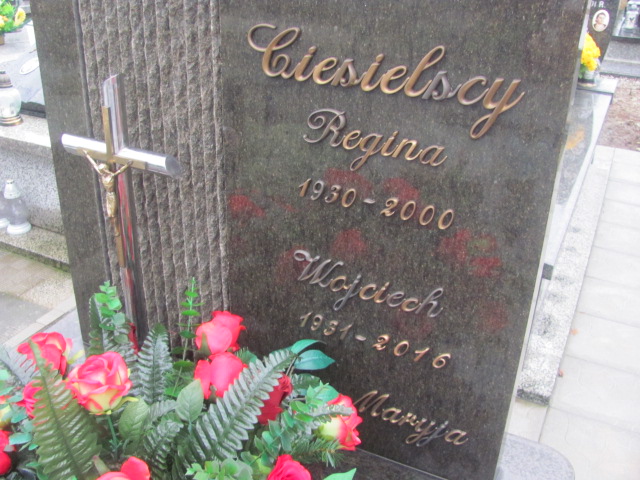 Ciesielscy
Regina
1930-2000
Wojciech
1931-2016
Maryja